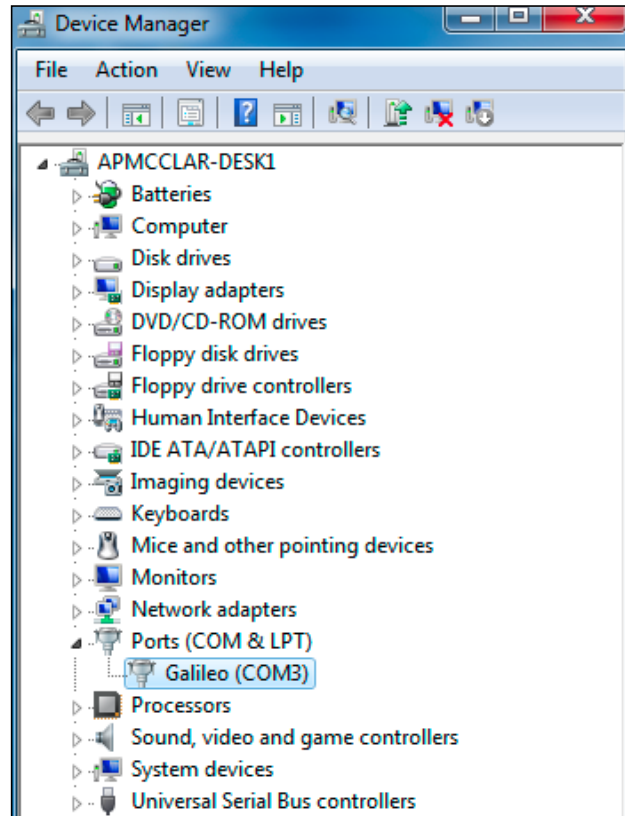 Device Manager
File Action View Help
APMCCLAR-DESK1
Batteries
Computer
Disk drives
Display adapters
DVD/CD-ROM drives
Floppy disk drives
Floppy drive controllers
Human Interface Devices
IDE ATA/ATAPI controllers
Imaging devices
Keyboards
Mice and other pointing devices
Monitors
Network adapters
Ports (COM & LPT)
Galileo (COM3)
Processors
Sound, video and game controllers
System devices
Universal Serial Bus controllers